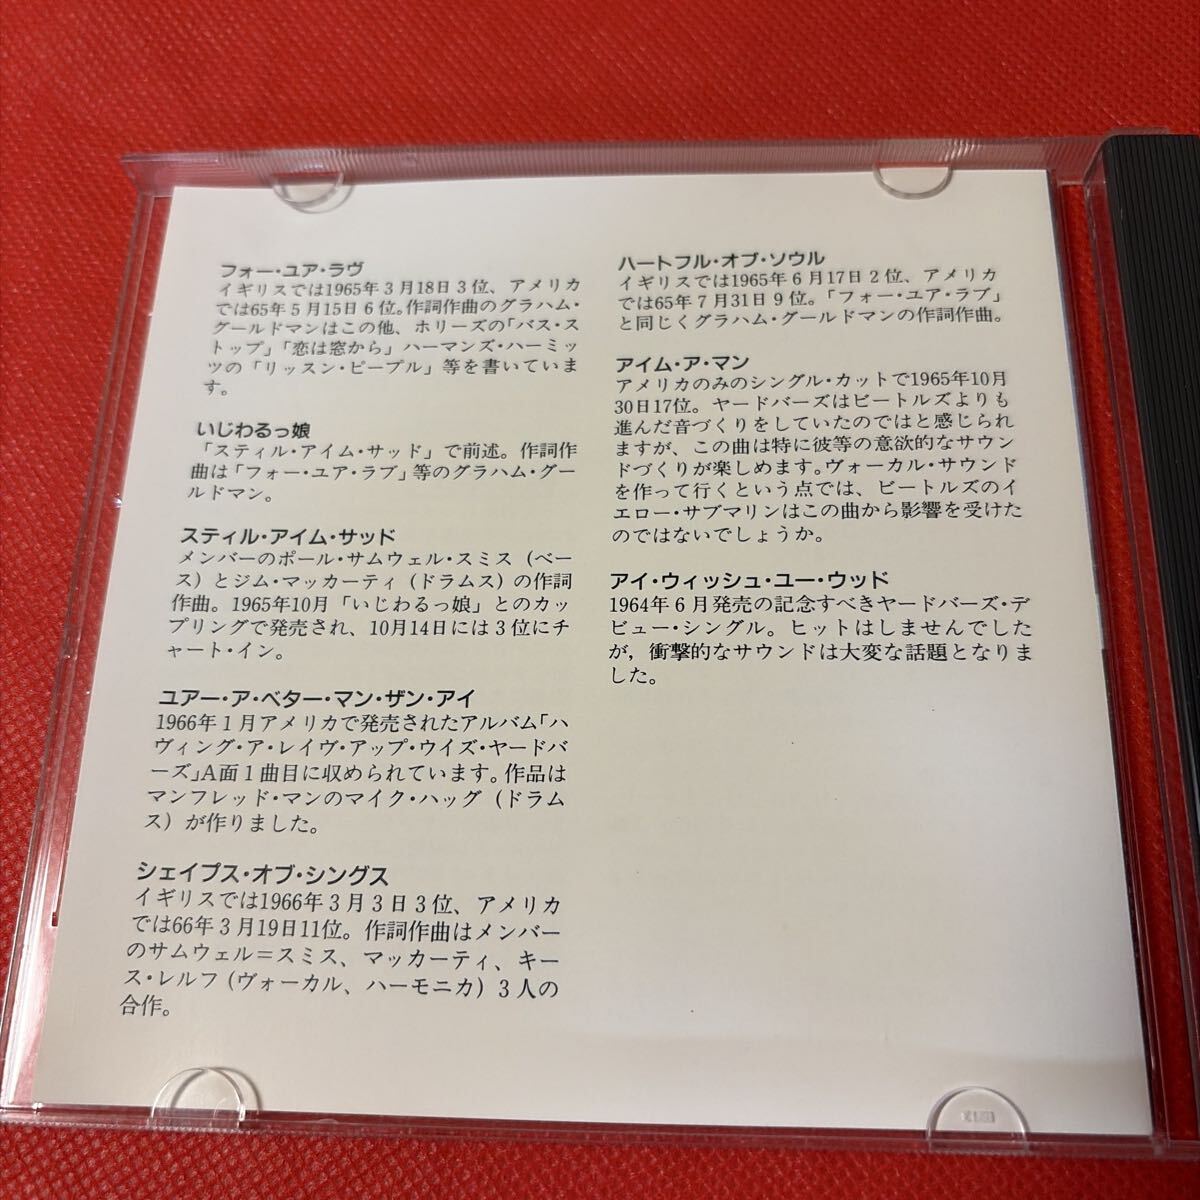 フォー・ユア・ラヴ
イギリスでは1965年3月18日3位、アメリカ
では65年5月15日6位。作詞作曲のグラハム・
グールドマンはこの他、ホリーズの「バス・ス
トップ」「恋は窓から」ハーマンズ・ハーミッ
ツの「リッスン・ピープル」等を書いていま
す。
いじわるっ娘
「スティル・アイム・サッド」で前述。作詞作
曲は「フォー・ユア・ラブ」等のグラハム・グー
ルドマン。
スティル・アイム・サッド
メンバーのポール・サムウェル・スミス(ベー
ス)とジム・マッカーティ(ドラムス)の作詞
作曲。1965年10月「いじわるっ娘」とのカッ
プリングで発売され、10月14日には3位にチ
ャート・イン。
ユアー・ア・ベター・マン・ザン・アイ
1966年1月アメリカで発売されたアルバム「ハ
ヴィング・ア・レイヴ・アップ・ウイズ・ヤードバ
ーズ」A面1曲目に収められています。作品は
マンフレッド・マンのマイク・ハッグ(ドラム
ス)が作りました。
シェイプス・オブ・シングス
イギリスでは1966年3月3日3位、アメリカ
では66年3月19日11位。作詞作曲はメンバー
のサムウェル=スミス、マッカーティ、キー
ス・レルフ(ヴォーカル、ハーモニカ)3人の
合作。
ハートフル・オブ・ソウル
イギリスでは1965年6月17日2位、アメリカ
では65年7月31日9位。「フォー・ユア・ラブ」
と同じくグラハム・グールドマンの作詞作曲。
アイム・ア・マン
アメリカのみのシングル・カットで1965年10月
30日17位。ヤードバーズはビートルズよりも
進んだ音づくりをしていたのではと感じられ
ますが、この曲は特に彼等の意欲的なサウン
ドづくりが楽しめます。ヴォーカル・サウンド
を作って行くという点では、ビートルズのイ
エロー・サブマリンはこの曲から影響を受けた
のではないでしょうか。
アイ・ウィッシュ・ユー・ウッド
1964年6月発売の記念すべきヤードバーズ・デ
ビュー・シングル。ヒットはしませんでした
が, 衝撃的なサウンドは大変な話題となりま
した。